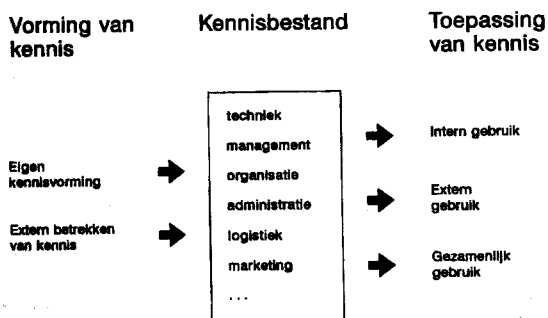 Vorming van
kennis
Kennisbestand
Toepassing
van kennis
Eigen
kennisvorming
Extern betrekken
van kennis
techniek
management
organisatie
administratie
logistiek
marketing
...
Intern gebruik
Extern
gebruik
Gezamenlijk
gebruik